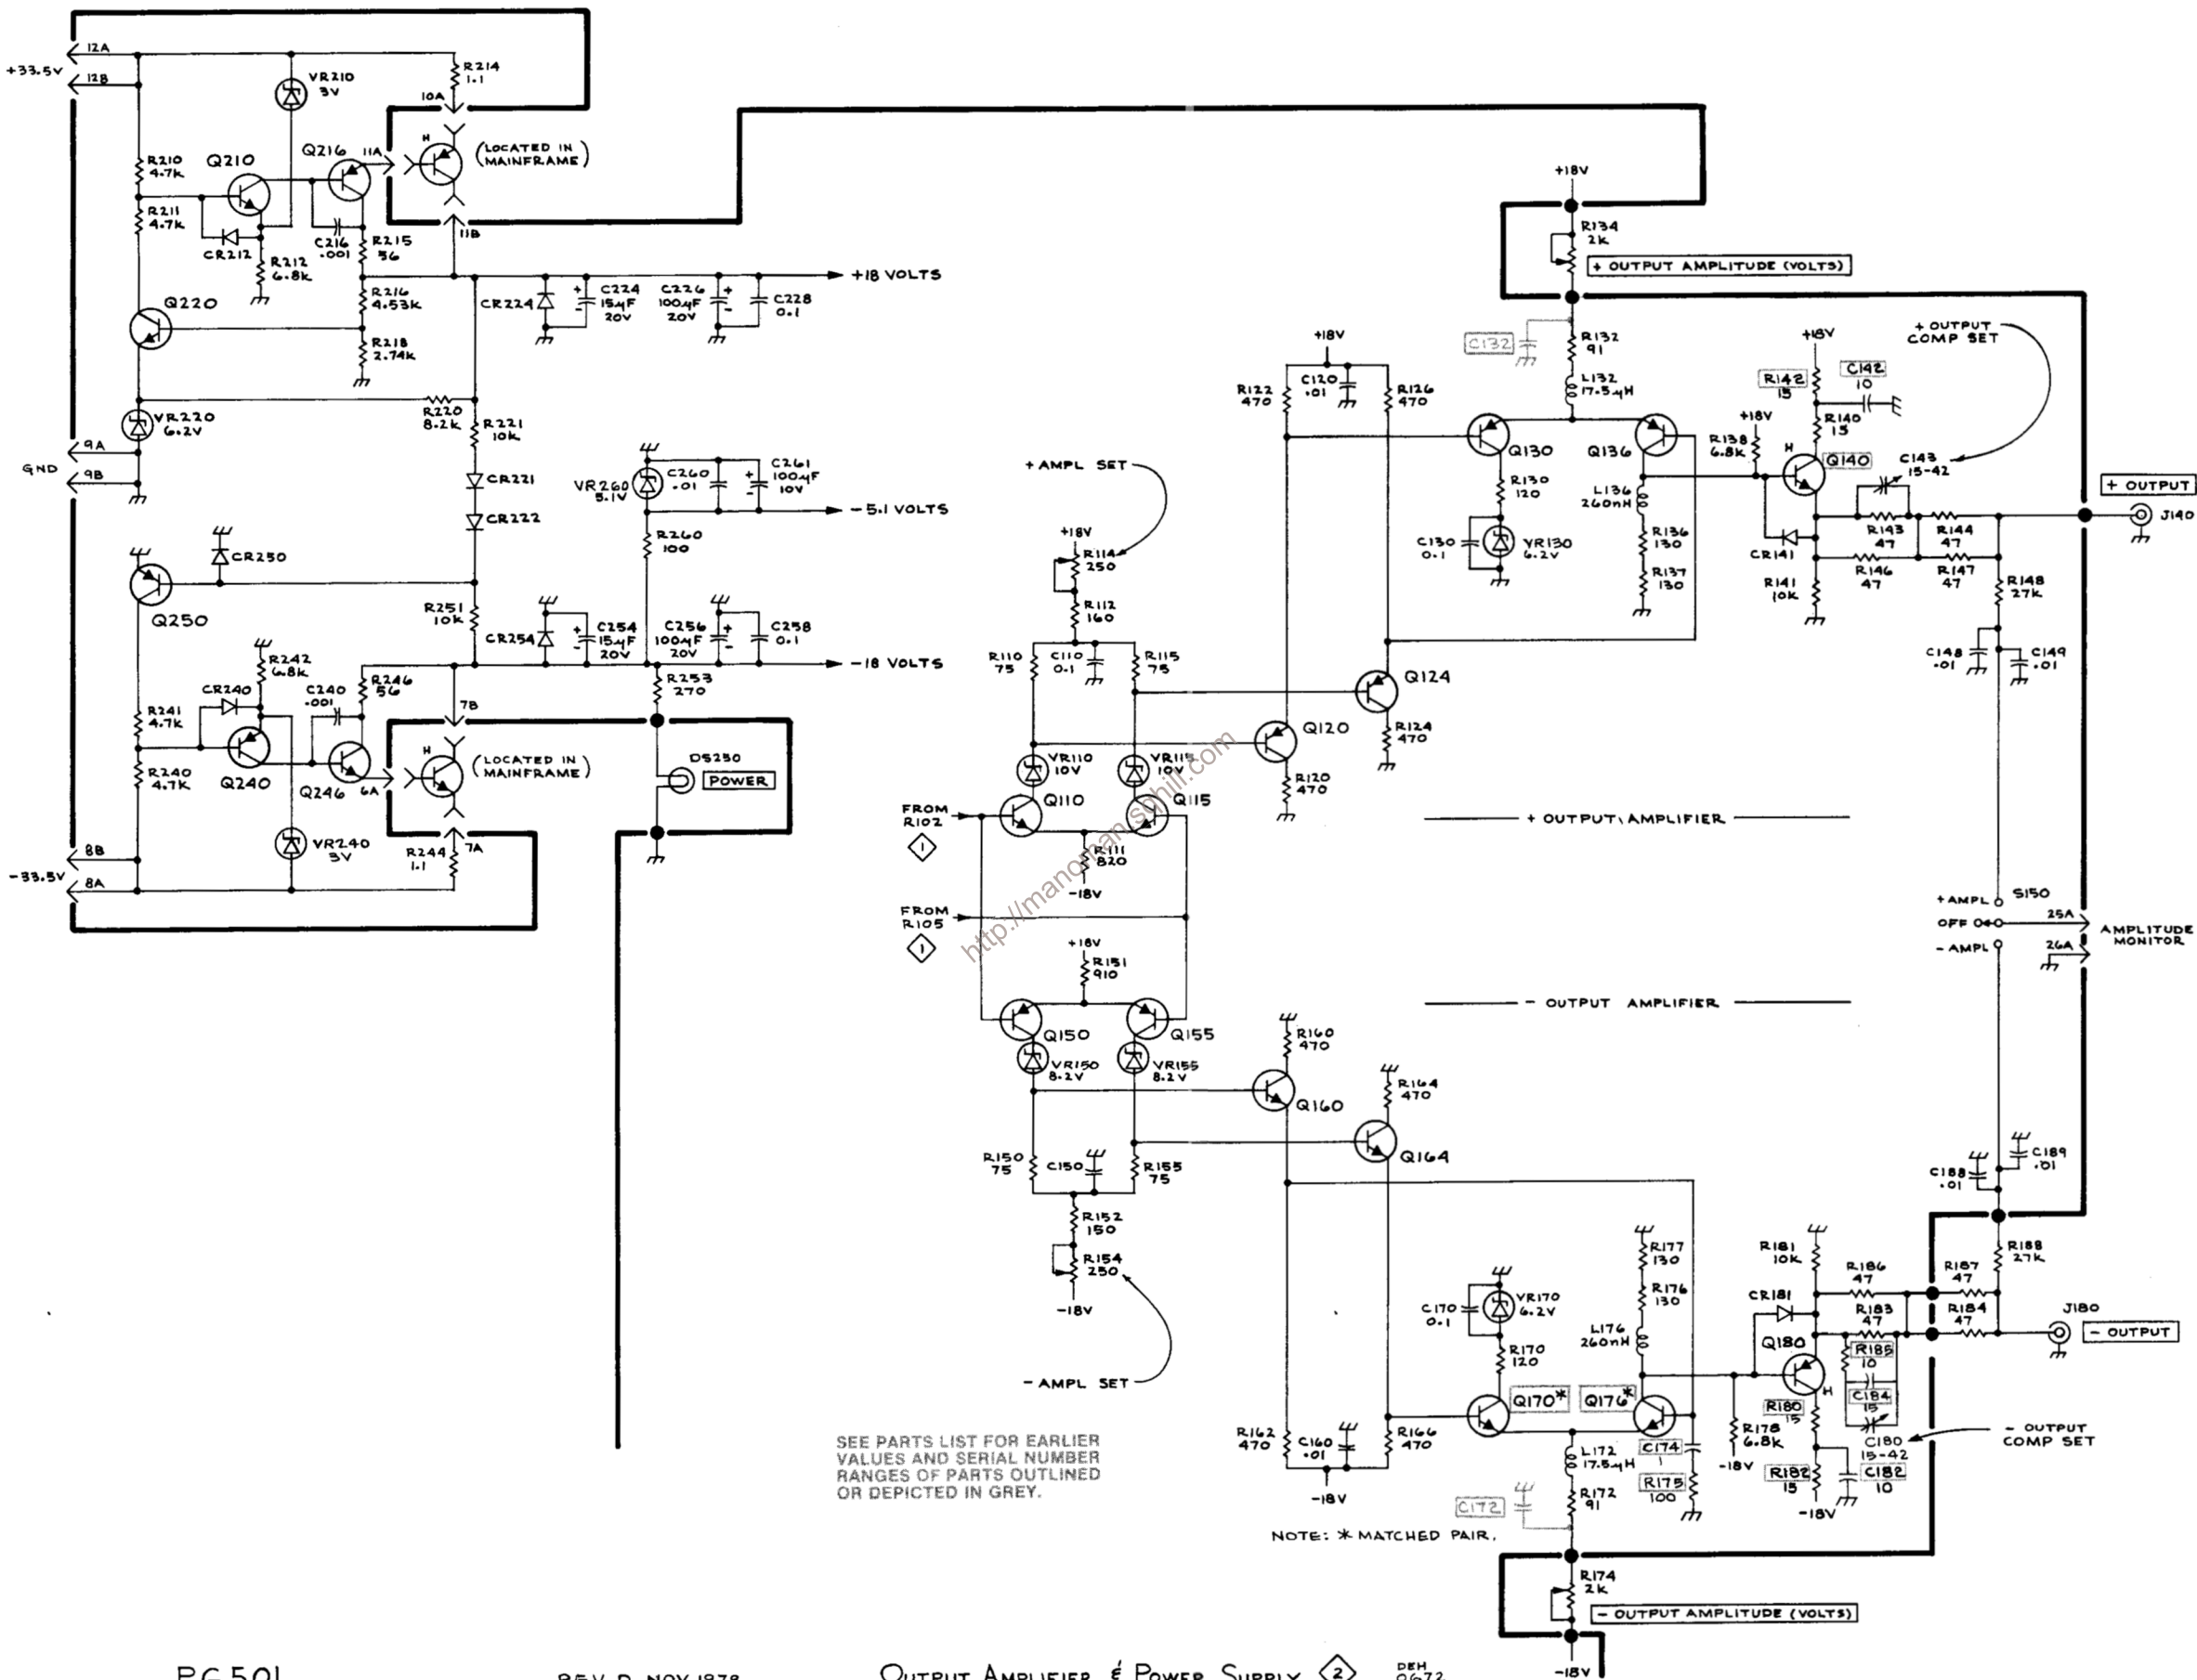 12A
+33.5V
12B
VR210
3V
R214
1.1
10A
H
(LOCATED IN
MAINFRAME)
R210
4.7K
Q210
Q216
11A
R211
4.7K
CR212
C216
.001
R215
56
11B
R212
6.8K
+18 VOLTS
Q220
R216
4.53K
CR224
C224
15µF
20V
C226
100µF
20V
C228
0.1
R218
2.74K
VR220
6.2V
R220
8.2K
R221
10K
9A
GND
9B
CR221
CR222
VR260
5.1V
C260
.01
C261
100µF
10V
-5.1 VOLTS
R260
100
CR250
Q250
R251
10K
CR254
C254
15µF
20V
C256
100µF
20V
C258
0.1
-18 VOLTS
R242
6.8K
CR240
C240
.001
R246
56
R253
270
7B
R241
4.7K
R240
4.7K
Q240
Q246
6A
H
(LOCATED IN
MAINFRAME)
DS250
POWER
8B
-33.5V
8A
VR240
3V
R244
1.1
7A
+18V
R134
2K
+ OUTPUT AMPLITUDE (VOLTS)
C132
R132
91
L132
17.5µH
+18V
R122
470
C120
.01
R126
470
Q130
Q136
R130
120
C130
0.1
VR130
6.2V
L136
260nH
R136
130
R137
130
+ OUTPUT
COMP SET
+18V
R142
15
C142
10
R140
15
+18V
R138
6.8K
H
Q140
C143
15-42
CR141
R143
47
R144
47
R146
47
R147
47
R141
10K
R148
27K
+ OUTPUT
J140
C148
.01
C149
.01
+ AMPL SET
+18V
R114
250
R112
160
R110
75
C110
0.1
R115
75
Q124
R124
470
Q120
R120
470
VR110
10V
VR115
10V
FROM
R102
1
Q110
Q115
R111
820
-18V
+ OUTPUT AMPLIFIER
FROM
R105
1
+18V
R151
910
+AMPL
S150
OFF
25A
-AMPL
26A
AMPLITUDE
MONITOR
- OUTPUT AMPLIFIER
Q150
Q155
VR150
8.2V
VR155
8.2V
R160
470
Q160
R164
470
Q164
R150
75
C150
R155
75
R152
150
R154
250
-18V
- AMPL SET
C188
.01
C189
.01
R188
27K
R177
130
R176
130
L176
260nH
C170
0.1
VR170
6.2V
R170
120
Q170*
Q176*
R181
10K
CR181
Q180
H
R186
47
R187
47
R183
47
R184
47
J180
- OUTPUT
R185
10
C184
15
C180
15-42
- OUTPUT
COMP SET
R180
15
R178
6.8K
-18V
R182
15
C182
10
-18V
R162
470
C160
.01
R166
470
-18V
L172
17.5µH
R172
91
C172
C174
1
R175
100
NOTE: * MATCHED PAIR.
R174
2K
- OUTPUT AMPLITUDE (VOLTS)
-18V
SEE PARTS LIST FOR EARLIER
VALUES AND SERIAL NUMBER
RANGES OF PARTS OUTLINED
OR DEPICTED IN GREY.
http://manoman.sqhill.com
PG501
REV D NOV 1978
OUTPUT AMPLIFIER & POWER SUPPLY
2
DEH
0672